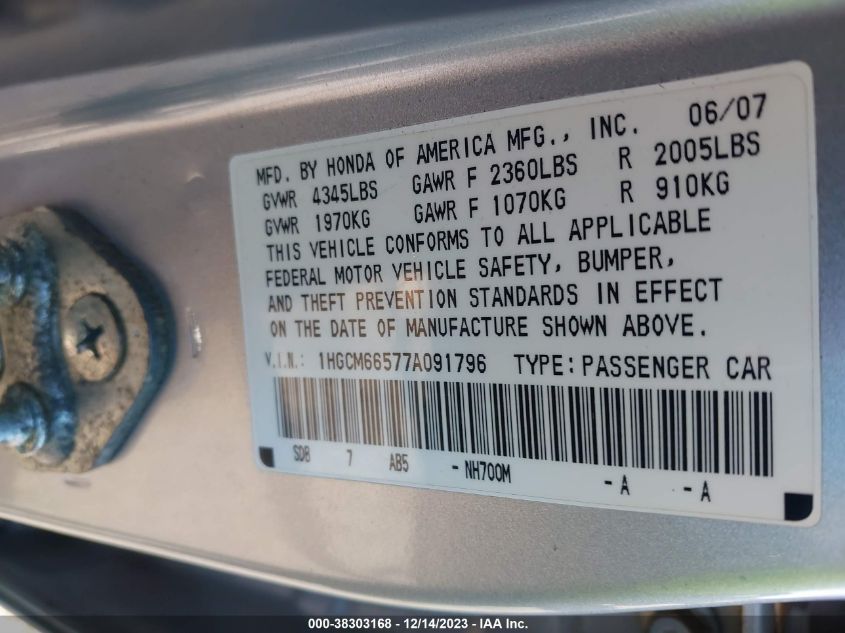 MFD. BY HONDA OF AMERICA MFG., INC. 06/07
GVWR 4345LBS GAWR F 2360LBS R 2005LBS
GVWR 1970KG GAWR F 1070KG R 910KG
THIS VEHICLE CONFORMS TO ALL APPLICABLE
FEDERAL MOTOR VEHICLE SAFETY, BUMPER,
AND THEFT PREVENTION STANDARDS IN EFFECT
ON THE DATE OF MANUFACTURE SHOWN ABOVE.
V.I.N.: 1HGCM66577A091796 TYPE: PASSENGER CAR
SDB 7 AB5 - NH700M - A - A
000-38303168 - 12/14/2023 - IAA Inc.